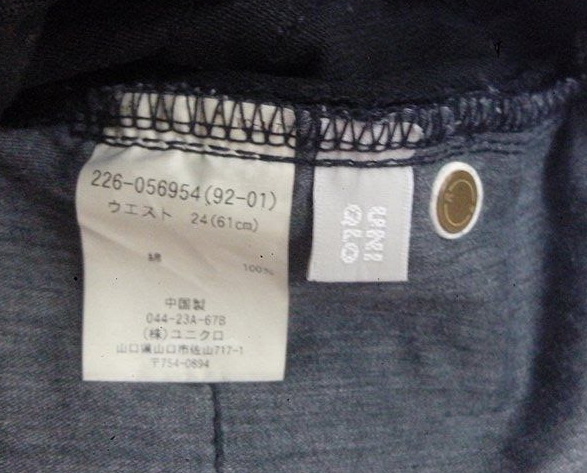 226-056954(92-01)
ウエスト 24(61cm)
綿 100%
中国製
044-23A-67B
(株)ユニクロ
山口県山口市佐山717-1
〒754-0894
UNI
QLO